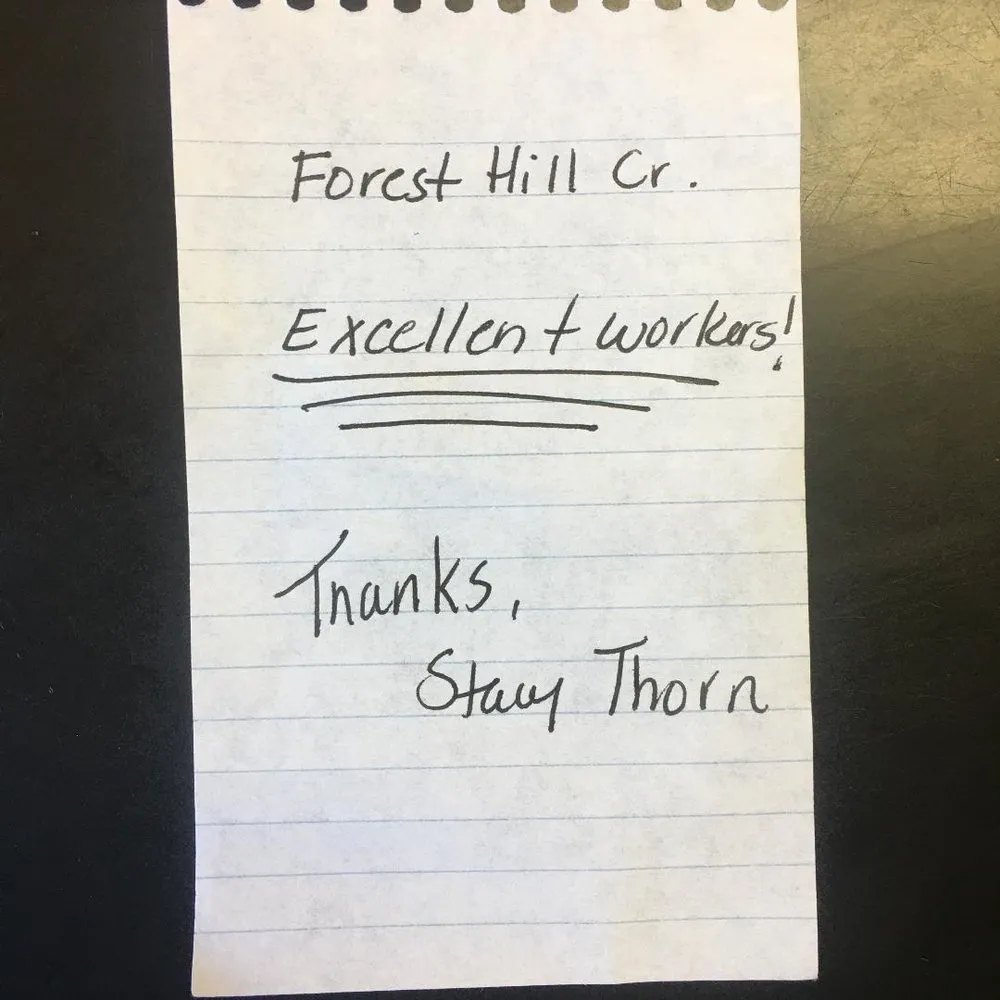 Forest Hill Cr.
Excellent workers!
Thanks,
Stacy Thorn